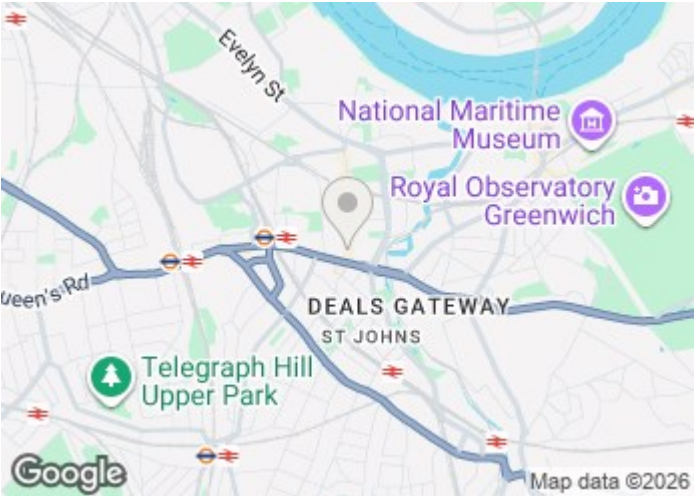 Evelyn St
National Maritime
Museum
Royal Observatory
Greenwich
ueen's Rd
DEALS GATEWAY
ST JOHNS
Telegraph Hill
Upper Park
Google
Map data ©2026